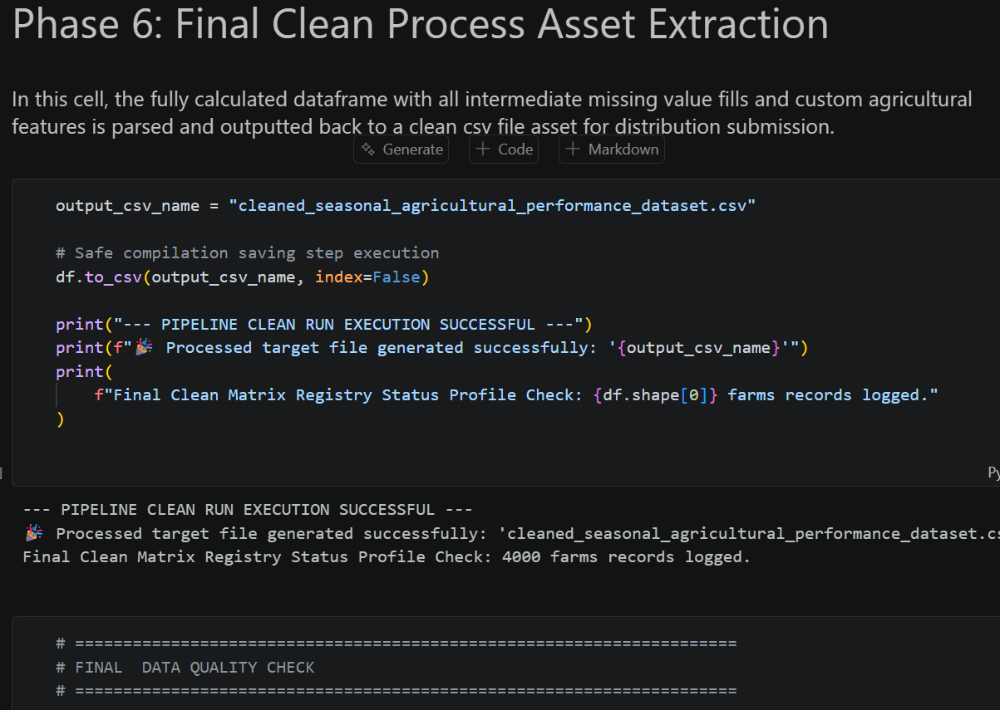 Phase 6: Final Clean Process Asset Extraction
In this cell, the fully calculated dataframe with all intermediate missing value fills and custom agricultural
features is parsed and outputted back to a clean csv file asset for distribution submission.
Generate Code Markdown
output_csv_name = "cleaned_seasonal_agricultural_performance_dataset.csv"
# Safe compilation saving step execution
df.to_csv(output_csv_name, index=False)
print("--- PIPELINE CLEAN RUN EXECUTION SUCCESSFUL ---")
print(f"🎉 Processed target file generated successfully: '{output_csv_name}'")
print(
f"Final Clean Matrix Registry Status Profile Check: {df.shape[0]} farms records logged."
)
Py
--- PIPELINE CLEAN RUN EXECUTION SUCCESSFUL ---
🎉 Processed target file generated successfully: 'cleaned_seasonal_agricultural_performance_dataset.cs
Final Clean Matrix Registry Status Profile Check: 4000 farms records logged.
# =====================================================================
# FINAL  DATA QUALITY CHECK
# =====================================================================